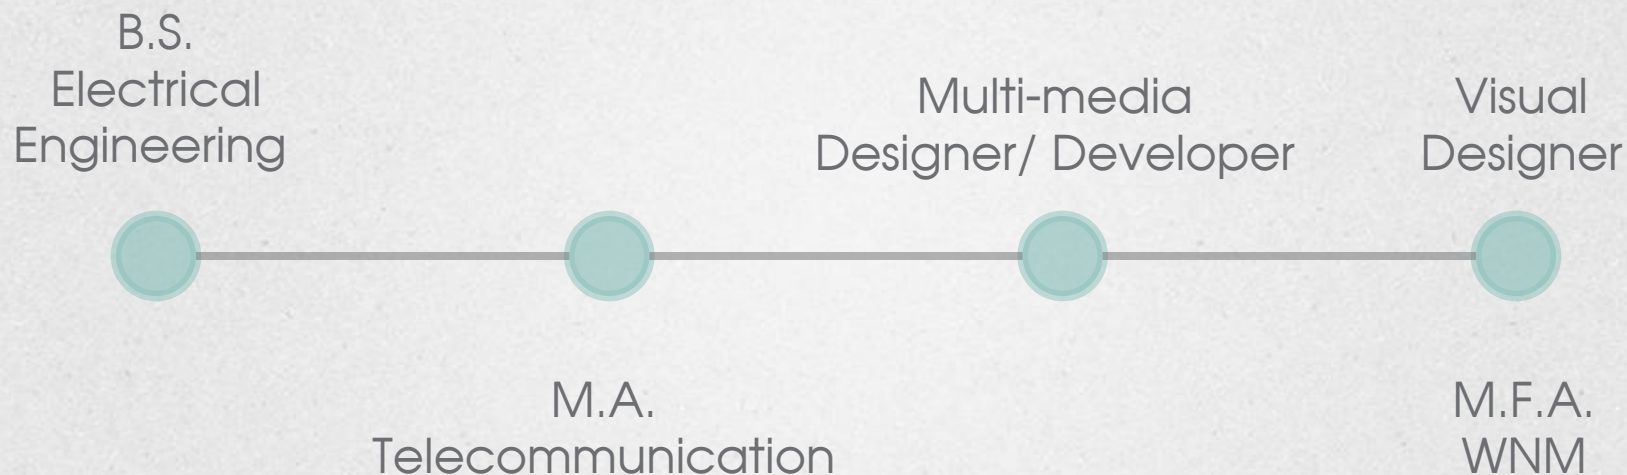 B.S.
Electrical
Engineering
M.A.
Telecommunication
Multi-media
Designer/ Developer
Visual
Designer
M.F.A.
WNM